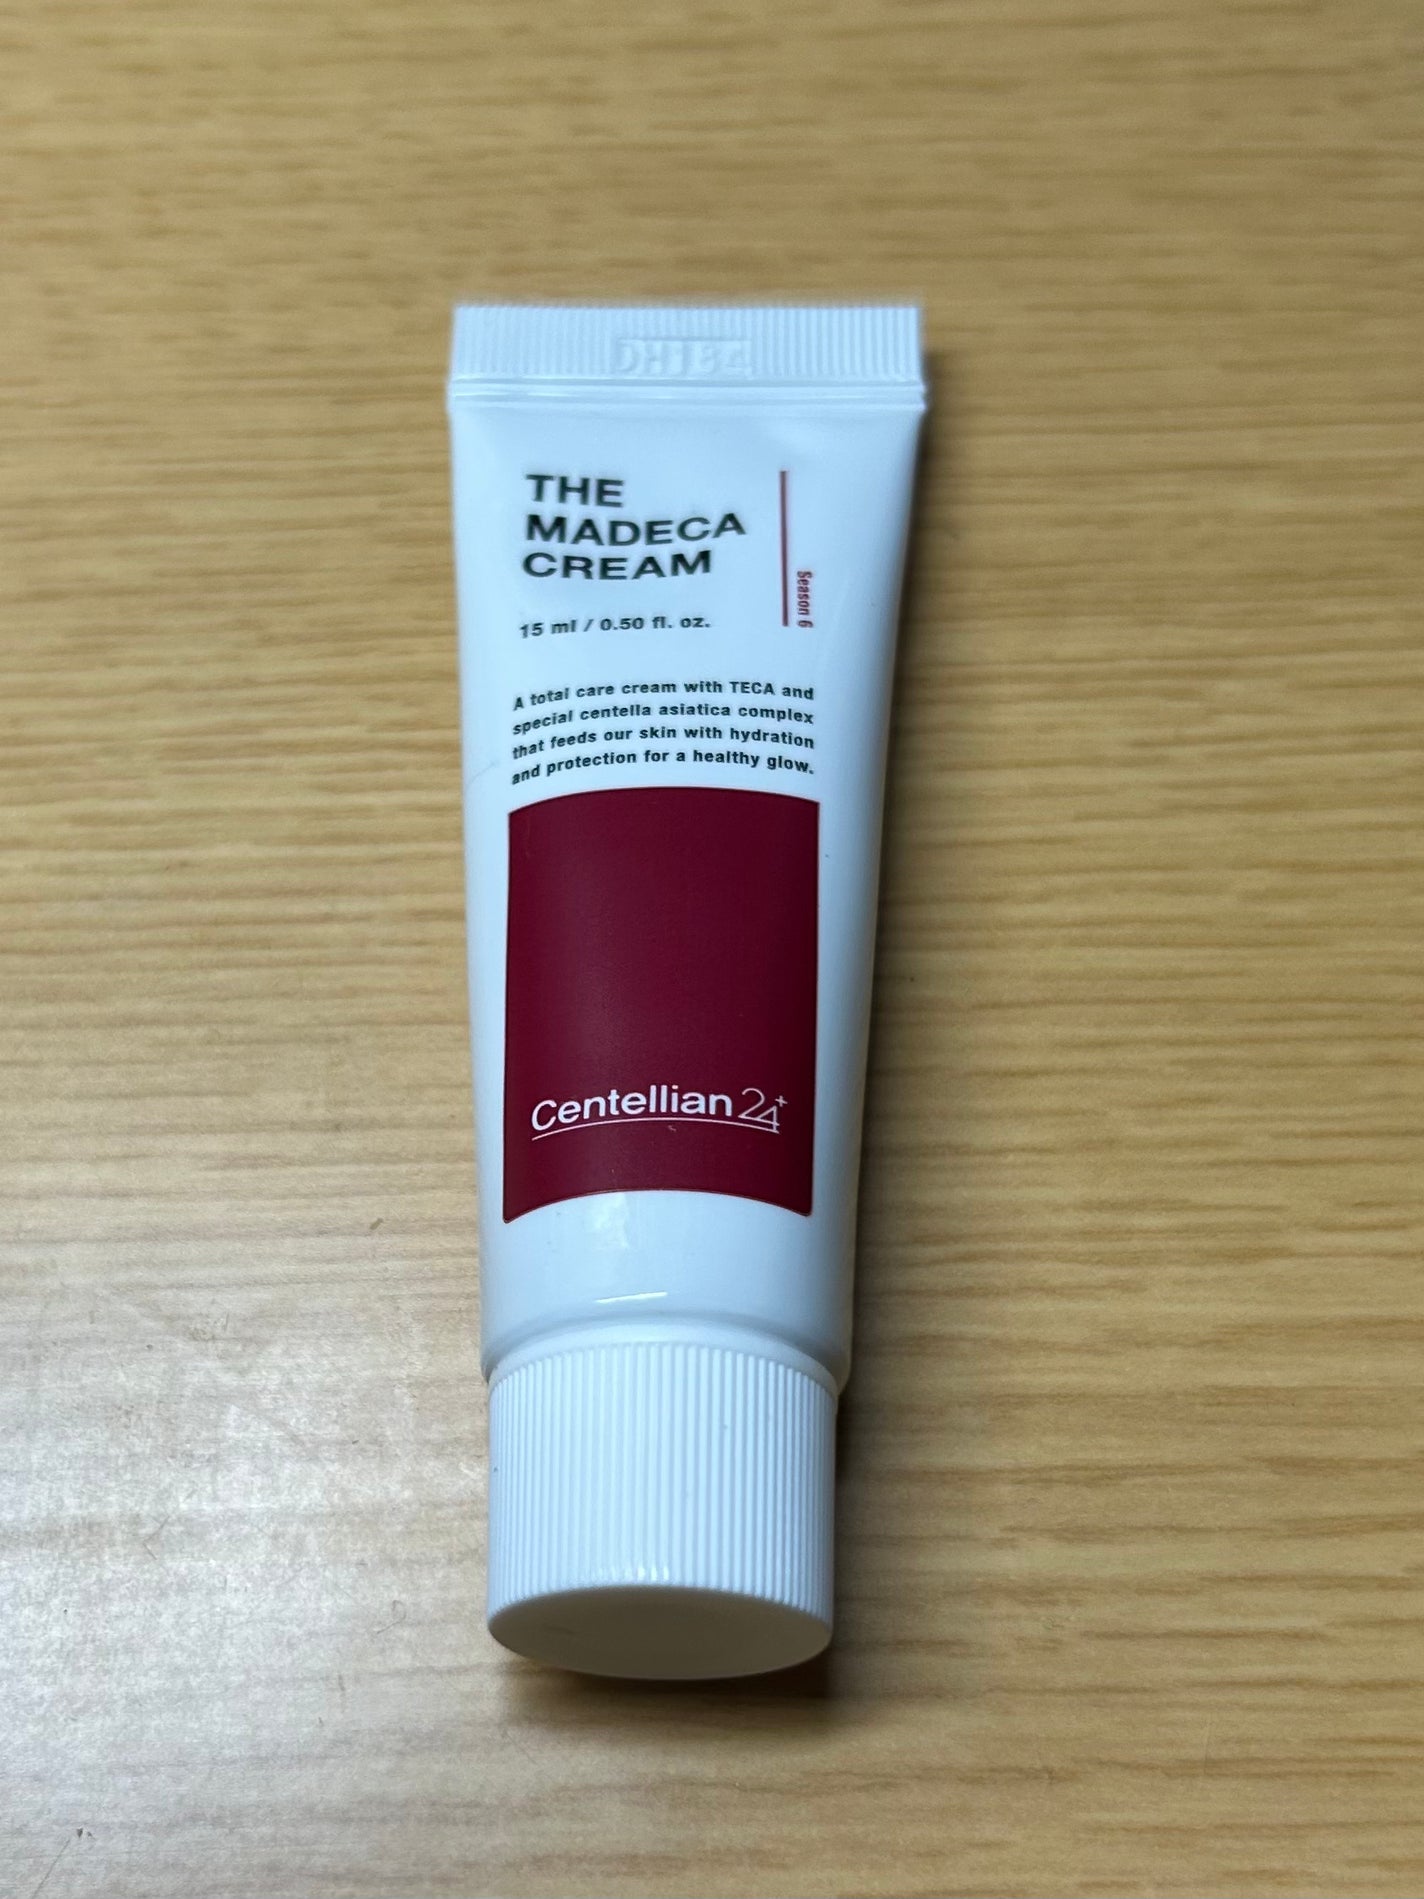 THE
MADECA
CREAM
Season 6
15 ml / 0.50 fl. oz.
A total care cream with TECA and
special centella asiatica complex
that feeds our skin with hydration
and protection for a healthy glow.
Centellian24+